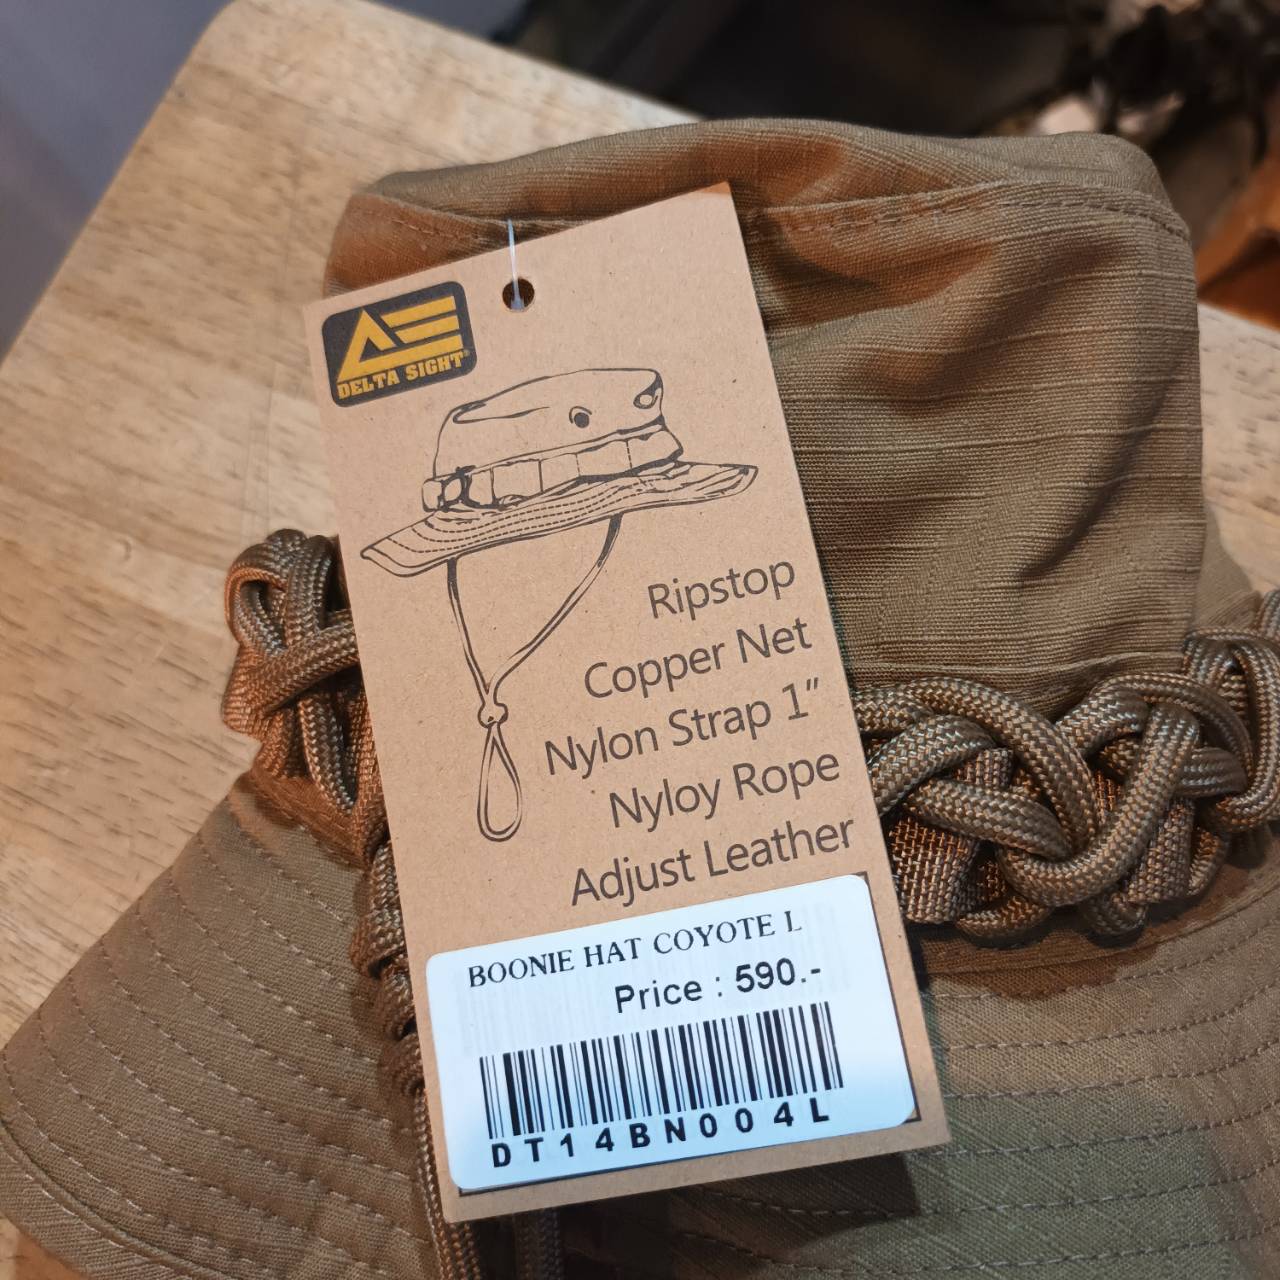 DELTA SIGHT®
Ripstop
Copper Net
Nylon Strap 1"
Nyloy Rope
Adjust Leather
BOONIE HAT COYOTE L
Price : 590.-
DT14BN004L